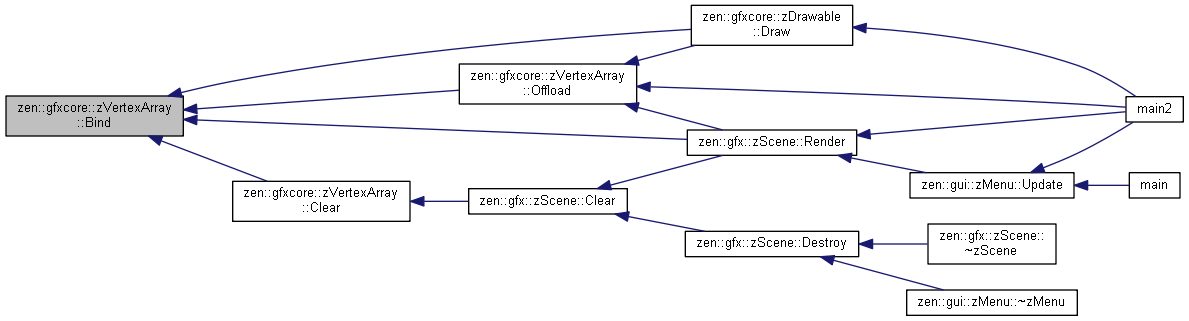 zen::gfxcore::zDrawable
::Draw
zen::gfxcore::zVertexArray
::Offload
zen::gfxcore::zVertexArray
::Bind
main2
zen::gfx::zScene::Render
zen::gui::zMenu::Update
main
zen::gfxcore::zVertexArray
::Clear
zen::gfx::zScene::Clear
zen::gfx::zScene::Destroy
zen::gfx::zScene::
~zScene
zen::gui::zMenu::~zMenu